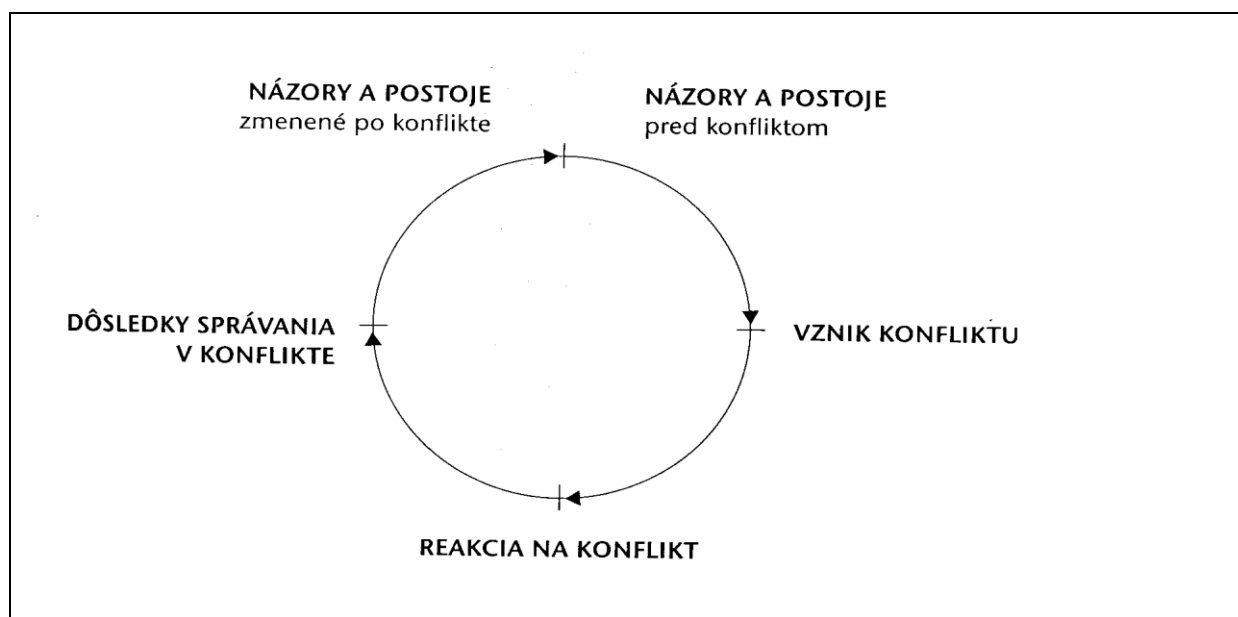 NÁZORY A POSTOJE
zmenené po konflikte
NÁZORY A POSTOJE
pred konfliktom
DÔSLEDKY SPRÁVANIA
V KONFLIKTE
VZNIK KONFLIKTU
REAKCIA NA KONFLIKT